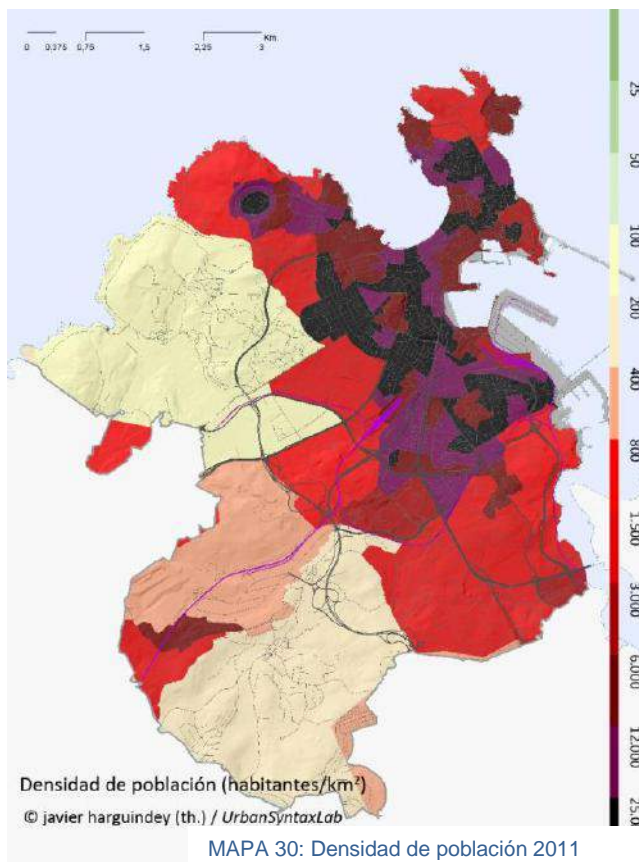 Km.
0 0,375 0,75 1,5 2,25 3
25
50
100
200
400
800
1.500
3.000
6.000
12.000
25.0
Densidad de población (habitantes/km²)
© javier harguindey (th.) / UrbanSyntaxLab
MAPA 30: Densidad de población 2011